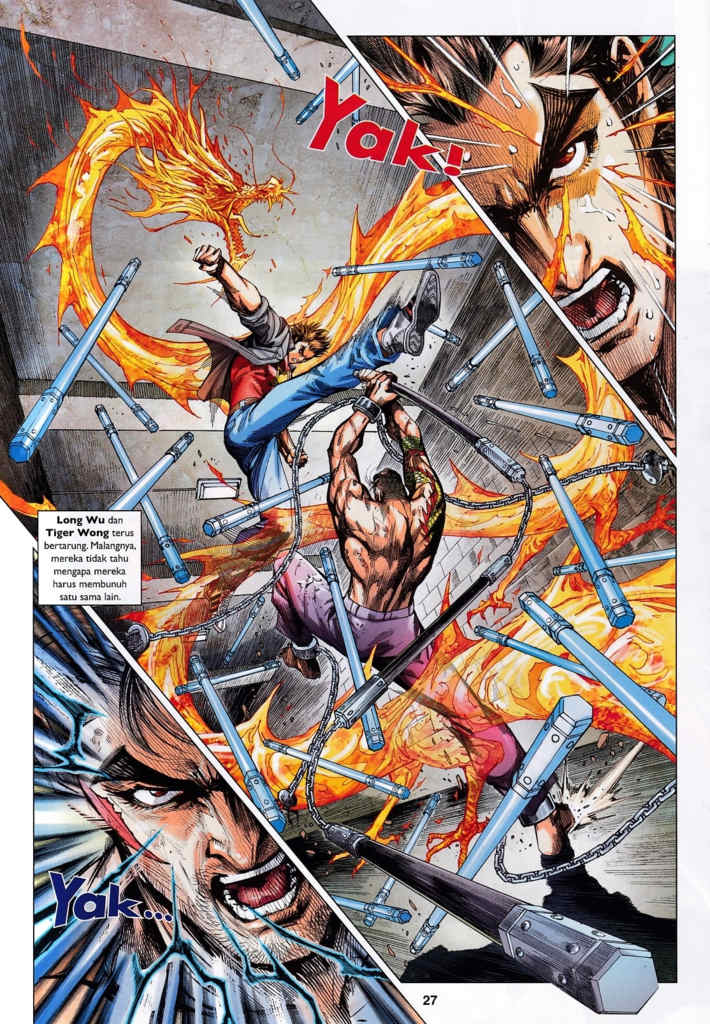 Yak!
Long Wu dan
Tiger Wong terus
bertarung. Malangnya,
mereka tidak tahu
mengapa mereka
harus membunuh
satu sama lain.
Yak...
27